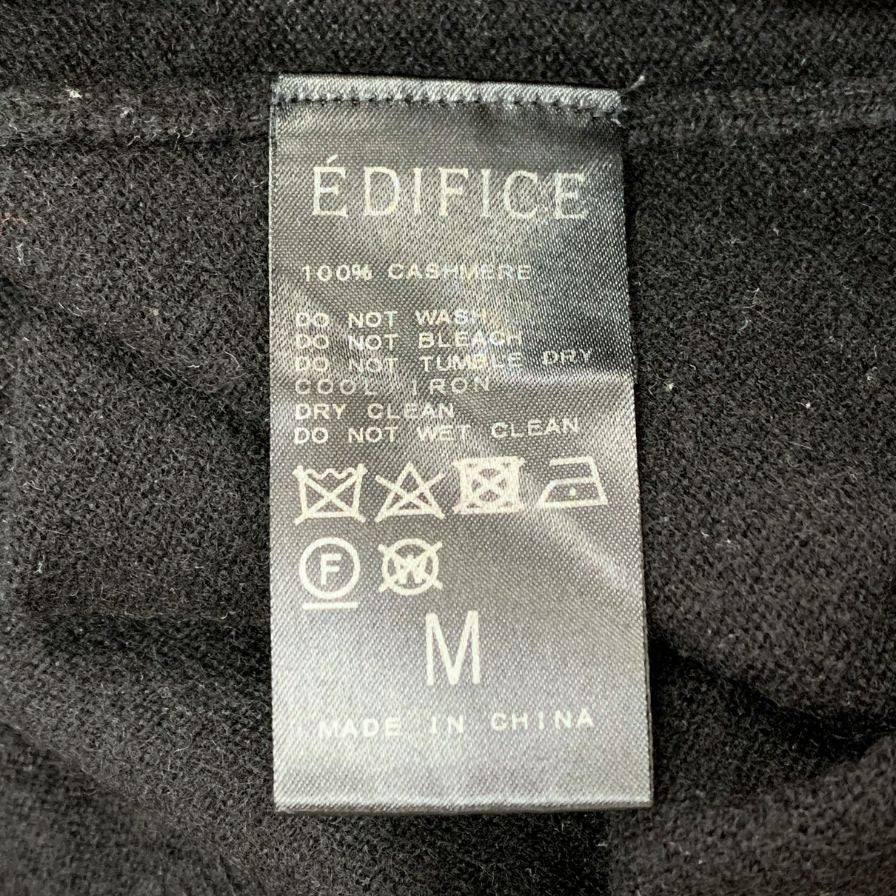 ÉDIFICE
100% CASHMERE
DO NOT WASH
DO NOT BLEACH
DO NOT TUMBLE DRY
COOL IRON
DRY CLEAN
DO NOT WET CLEAN
F W
M
MADE IN CHINA